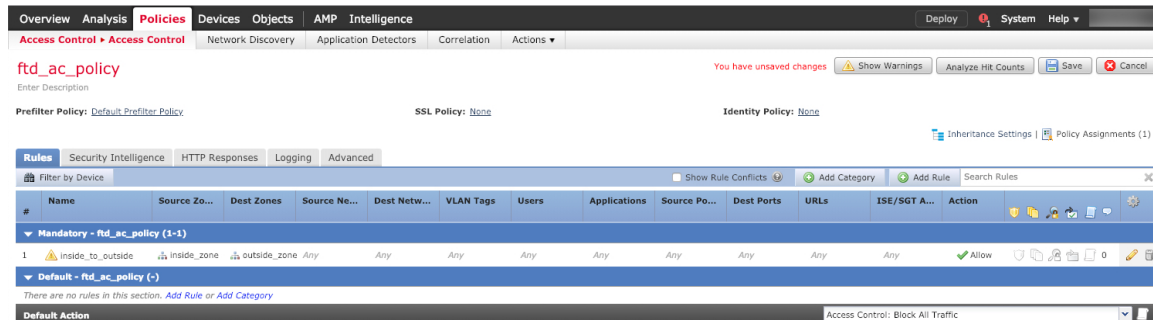 Overview Analysis Policies Devices Objects AMP Intelligence Deploy 1 System Help
Access Control ▸ Access Control Network Discovery Application Detectors Correlation Actions
ftd_ac_policy You have unsaved changes Show Warnings Analyze Hit Counts Save Cancel
Enter Description
Prefilter Policy: Default Prefilter Policy SSL Policy: None Identity Policy: None
Inheritance Settings | Policy Assignments (1)
Rules Security Intelligence HTTP Responses Logging Advanced
Filter by Device Show Rule Conflicts Add Category Add Rule Search Rules
# Name Source Zo... Dest Zones Source Ne... Dest Netw... VLAN Tags Users Applications Source Po... Dest Ports URLs ISE/SGT A... Action
Mandatory - ftd_ac_policy (1-1)
1 inside_to_outside inside_zone outside_zone Any Any Any Any Any Any Any Any Any Allow 0
Default - ftd_ac_policy (-)
There are no rules in this section. Add Rule or Add Category
Default Action Access Control: Block All Traffic